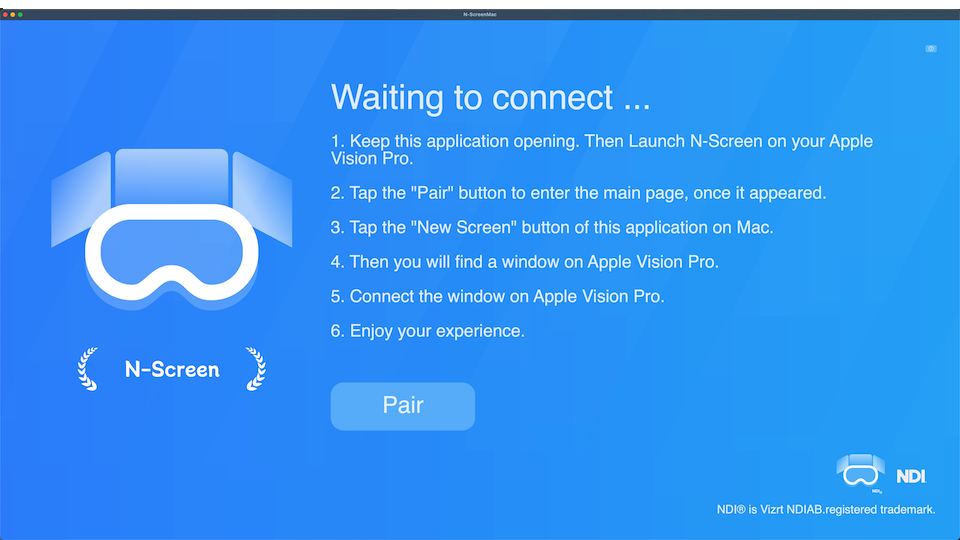 N-ScreenMac
Waiting to connect ...
1. Keep this application opening. Then Launch N-Screen on your Apple
Vision Pro.
2. Tap the "Pair" button to enter the main page, once it appeared.
3. Tap the "New Screen" button of this application on Mac.
4. Then you will find a window on Apple Vision Pro.
5. Connect the window on Apple Vision Pro.
6. Enjoy your experience.
N-Screen
Pair
NDI®
NDI
NDI® is Vizrt NDIAB.registered trademark.